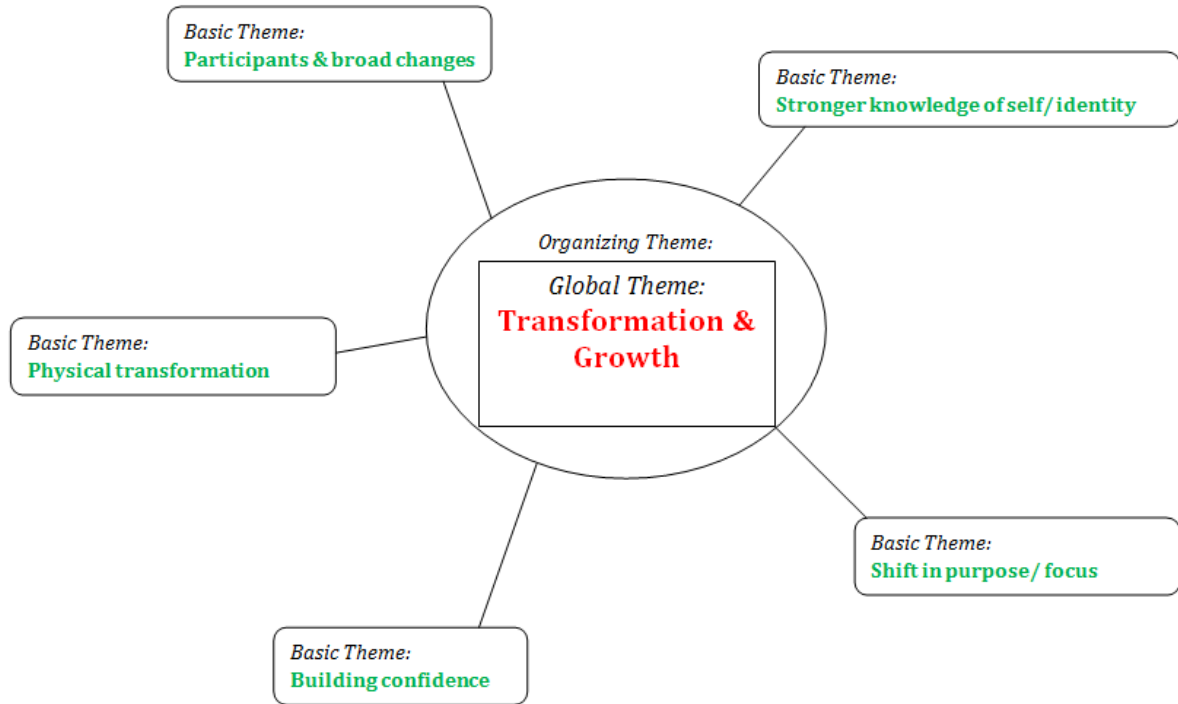 Basic Theme:
Participants & broad changes
Basic Theme:
Stronger knowledge of self/ identity
Organizing Theme:
Global Theme:
Transformation &
Growth
Basic Theme:
Physical transformation
Basic Theme:
Shift in purpose/ focus
Basic Theme:
Building confidence